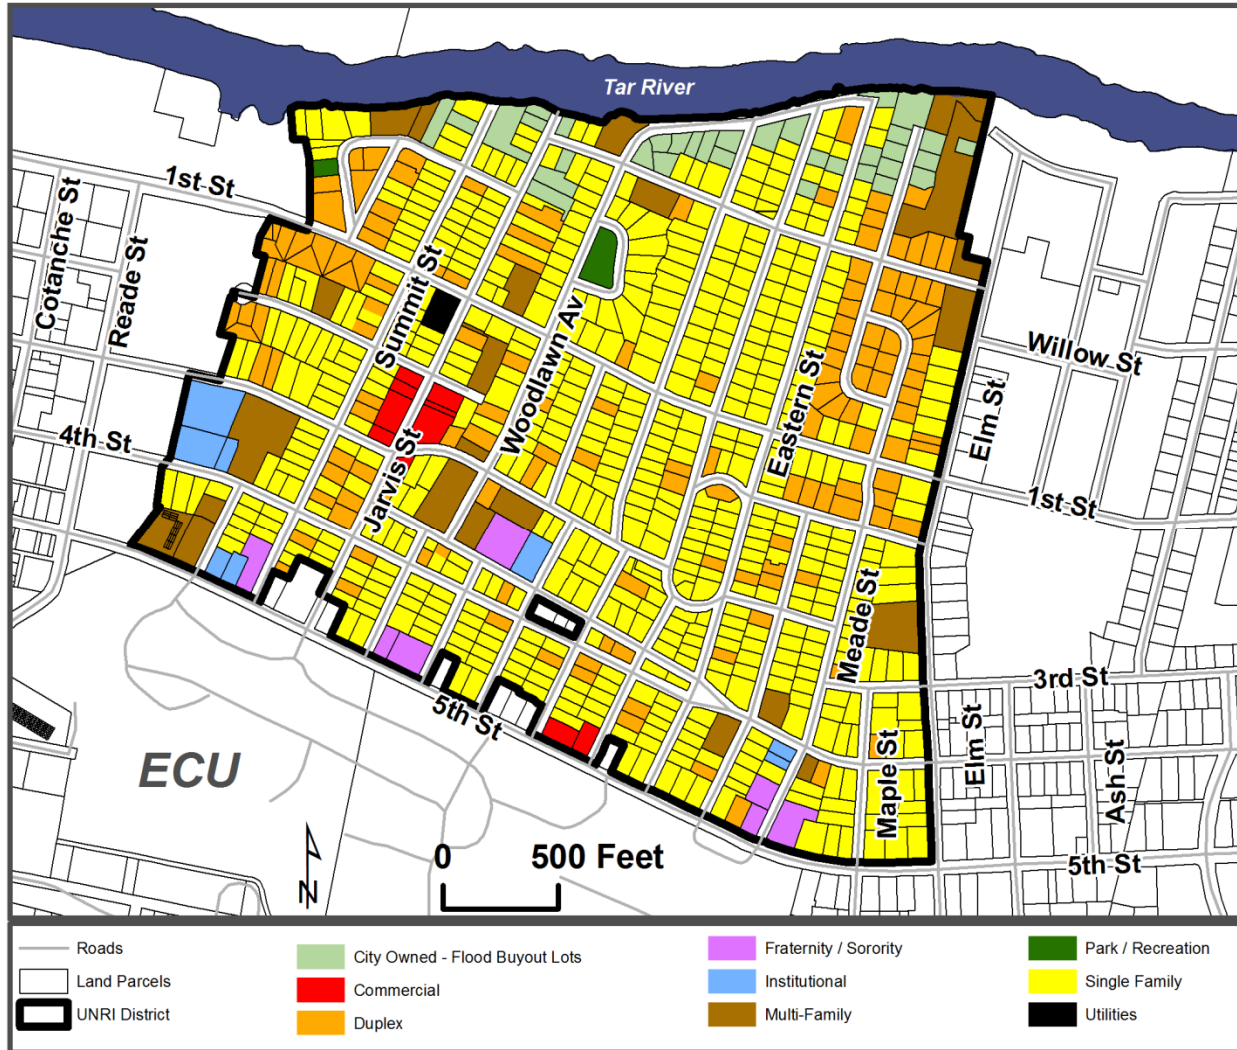 Tar River
1st St
Cotanche St
Reade St
Summit St
Woodlawn Av
Willow St
Elm St
Eastern St
4th St
Jarvis St
1st St
Meade St
3rd St
5th St
ECU
Elm St
Maple St
Ash St
0 500 Feet
5th St
N
Roads
Land Parcels
UNRI District
City Owned - Flood Buyout Lots
Commercial
Duplex
Fraternity / Sorority
Institutional
Multi-Family
Park / Recreation
Single Family
Utilities